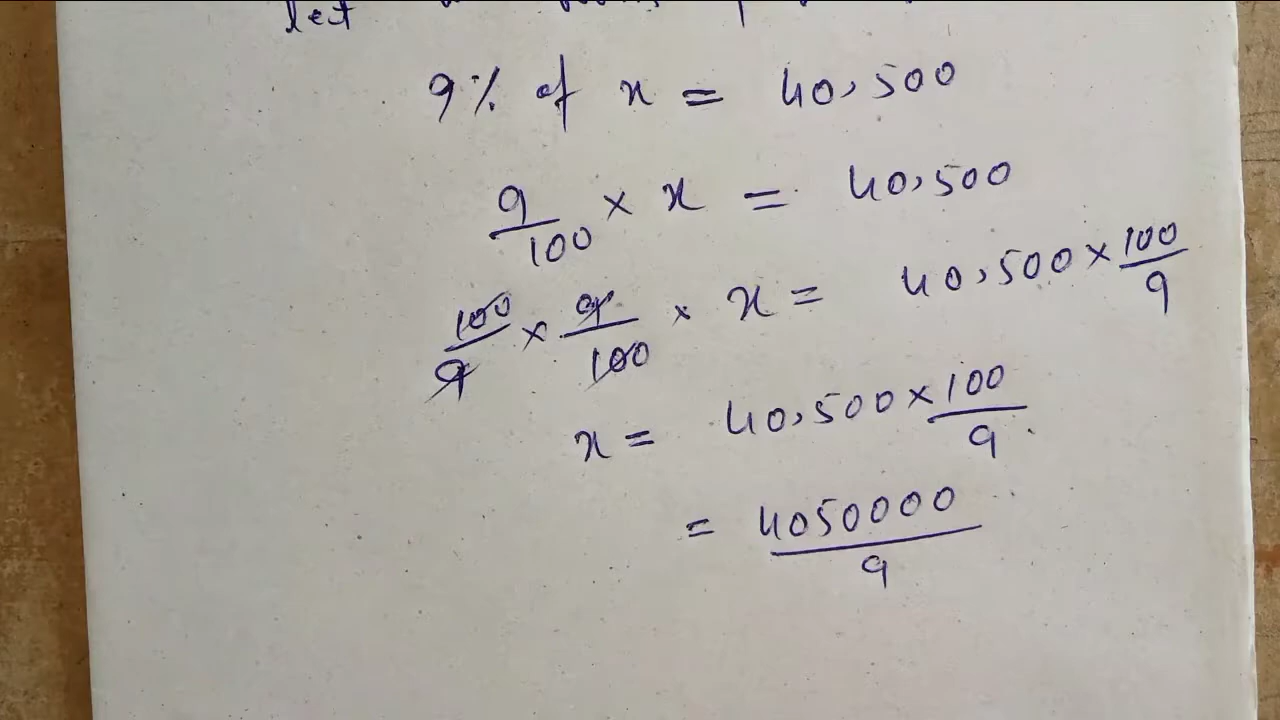 let
9% of x = 40,500
9/100 × x = 40,500
100/9 × 9/100 × x = 40,500 × 100/9
x = 40,500 × 100/9
= 4050000/9